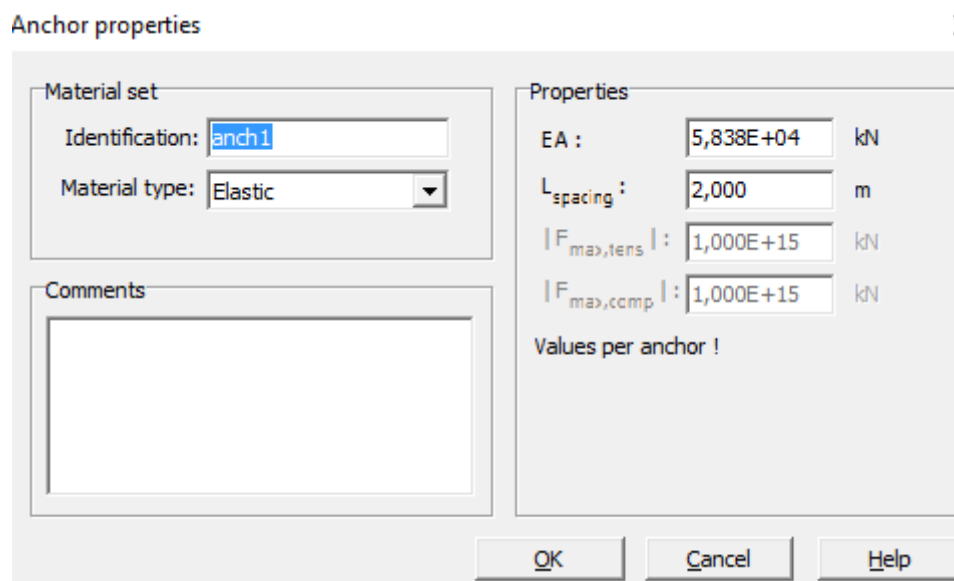 Anchor properties
Material set
Identification: anch1
Material type: Elastic
Comments
Properties
EA : 5,838E+04 kN
Lspacing : 2,000 m
|Fmax,tens| : 1,000E+15 kN
|Fmax,comp| : 1,000E+15 kN
Values per anchor !
OK Cancel Help